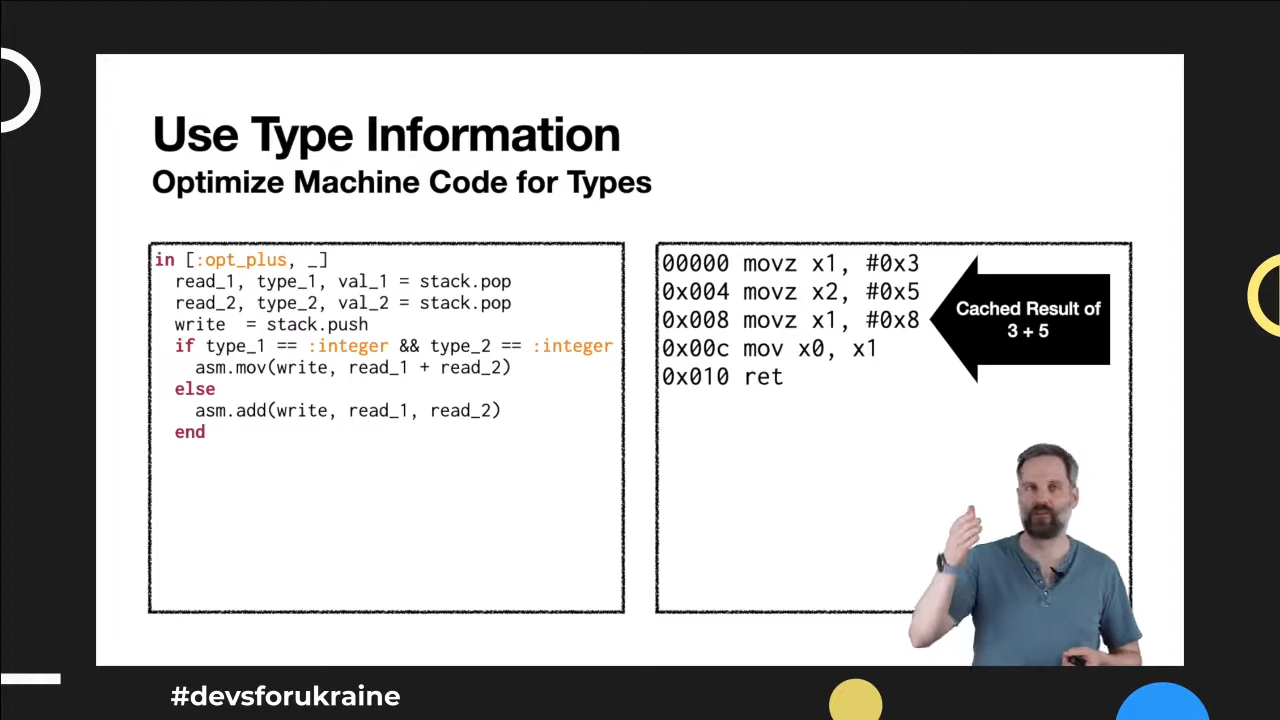 Use Type Information
Optimize Machine Code for Types
in [:opt_plus, _]
read_1, type_1, val_1 = stack.pop
read_2, type_2, val_2 = stack.pop
write  = stack.push
if type_1 == :integer && type_2 == :integer
asm.mov(write, read_1 + read_2)
else
asm.add(write, read_1, read_2)
end
00000 movz x1, #0x3
0x004 movz x2, #0x5
0x008 movz x1, #0x8
0x00c mov x0, x1
0x010 ret
Cached Result of
3 + 5
#devsforukraine